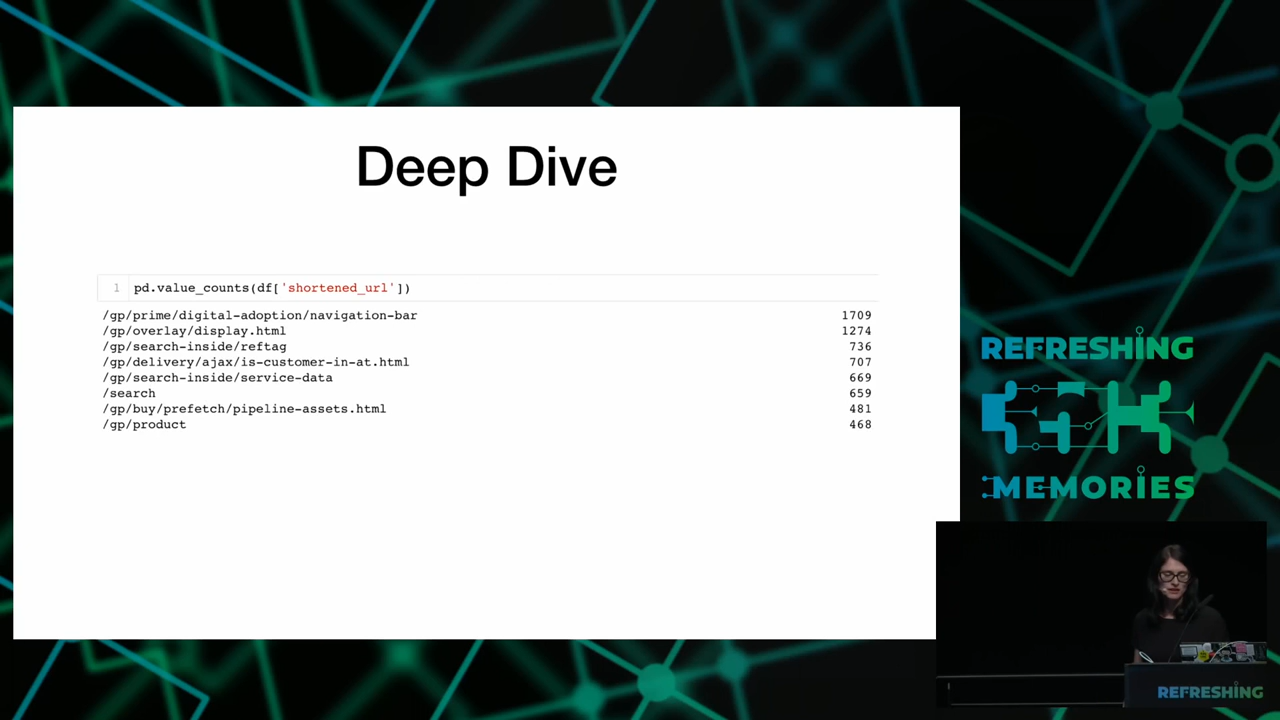 Deep Dive
1 pd.value_counts(df['shortened_url'])
/gp/prime/digital-adoption/navigation-bar 1709
/gp/overlay/display.html 1274
/gp/search-inside/reftag 736
/gp/delivery/ajax/is-customer-in-at.html 707
/gp/search-inside/service-data 669
/search 659
/gp/buy/prefetch/pipeline-assets.html 481
/gp/product 468
REFRESHING
MEMORIES
REFRESHING